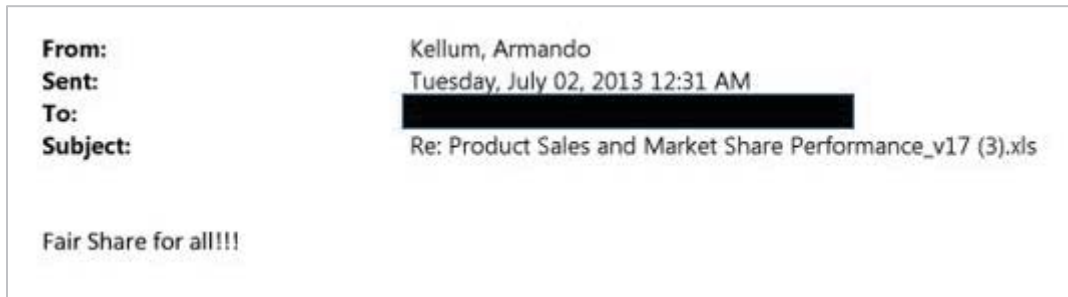 From: Kellum, Armando
Sent: Tuesday, July 02, 2013 12:31 AM
To:
Subject: Re: Product Sales and Market Share Performance_v17 (3).xls
Fair Share for all!!!